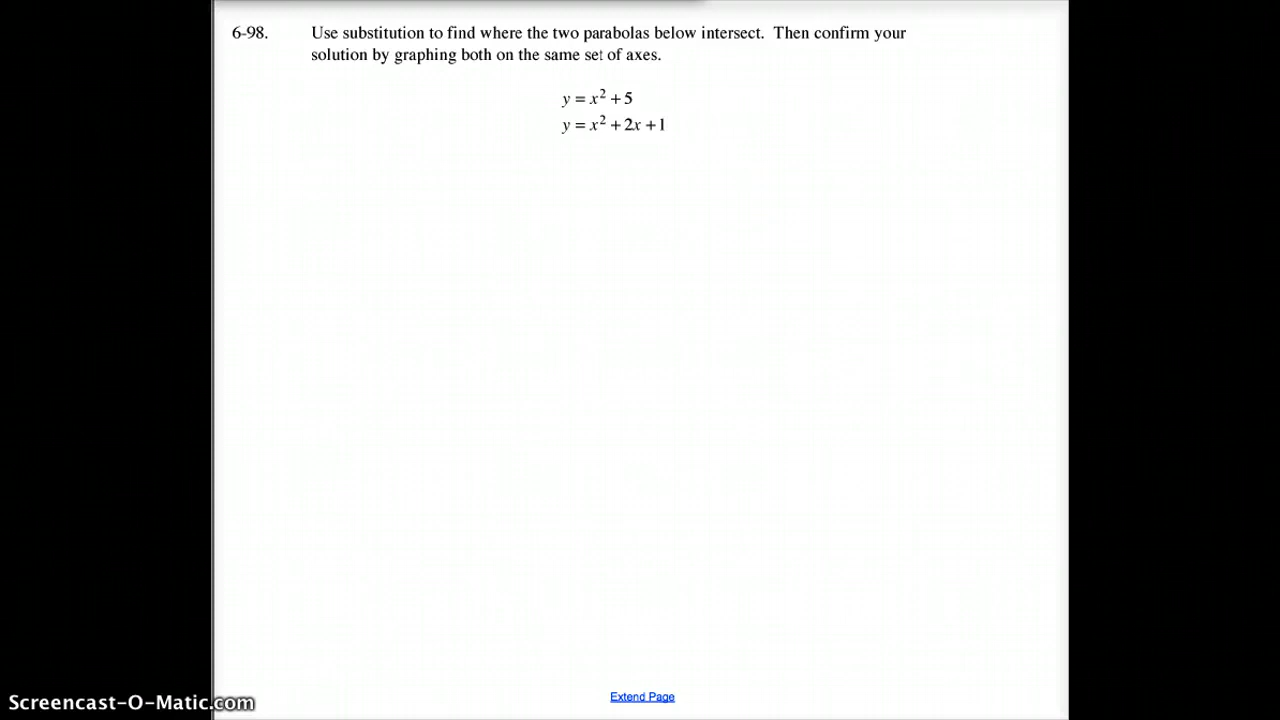 6-98. Use substitution to find where the two parabolas below intersect. Then confirm your
solution by graphing both on the same set of axes.
y = x² + 5
y = x² + 2x + 1
Extend Page
Screencast-O-Matic.com